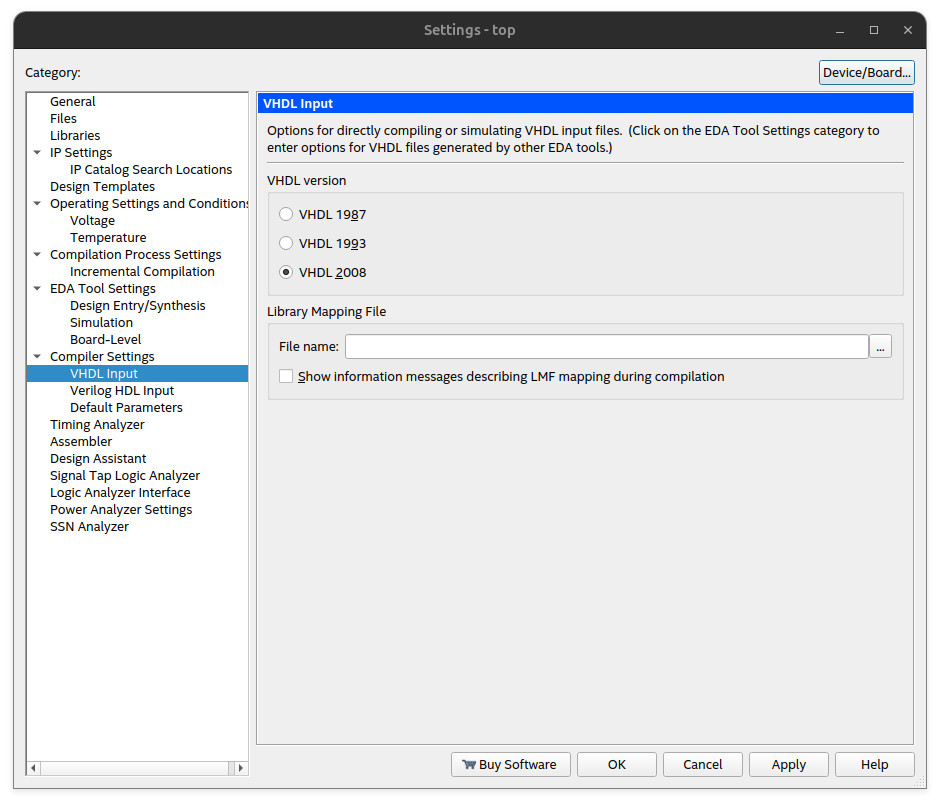 Settings - top
Category:
Device/Board...
General
Files
Libraries
IP Settings
IP Catalog Search Locations
Design Templates
Operating Settings and Conditions
Voltage
Temperature
Compilation Process Settings
Incremental Compilation
EDA Tool Settings
Design Entry/Synthesis
Simulation
Board-Level
Compiler Settings
VHDL Input
Verilog HDL Input
Default Parameters
Timing Analyzer
Assembler
Design Assistant
Signal Tap Logic Analyzer
Logic Analyzer Interface
Power Analyzer Settings
SSN Analyzer
VHDL Input
Options for directly compiling or simulating VHDL input files. (Click on the EDA Tool Settings category to
enter options for VHDL files generated by other EDA tools.)
VHDL version
VHDL 1987
VHDL 1993
VHDL 2008
Library Mapping File
File name:
...
Show information messages describing LMF mapping during compilation
Buy Software
OK
Cancel
Apply
Help